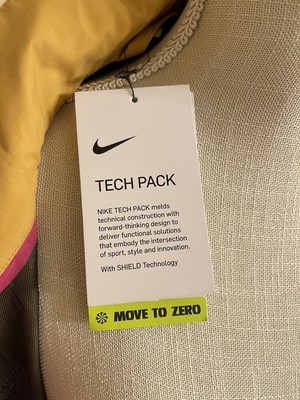 TECH PACK
NIKE TECH PACK melds
technical construction with
forward-thinking design to
deliver functional solutions
that embody the intersection
of sport, style and innovation.
With SHIELD Technology
MOVE TO ZERO